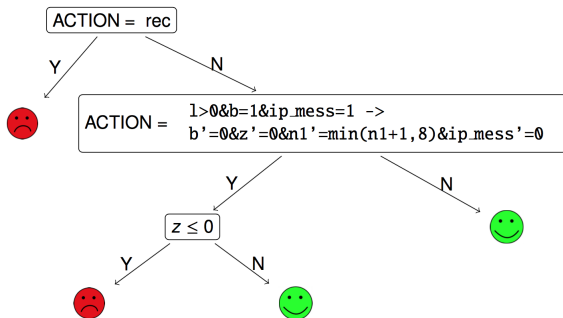 ACTION = rec
Y
N
l>0&b=1&ip_mess=1 ->
ACTION =
b'=0&z'=0&n1'=min(n1+1,8)&ip_mess'=0
Y
N
z ≤ 0
Y
N